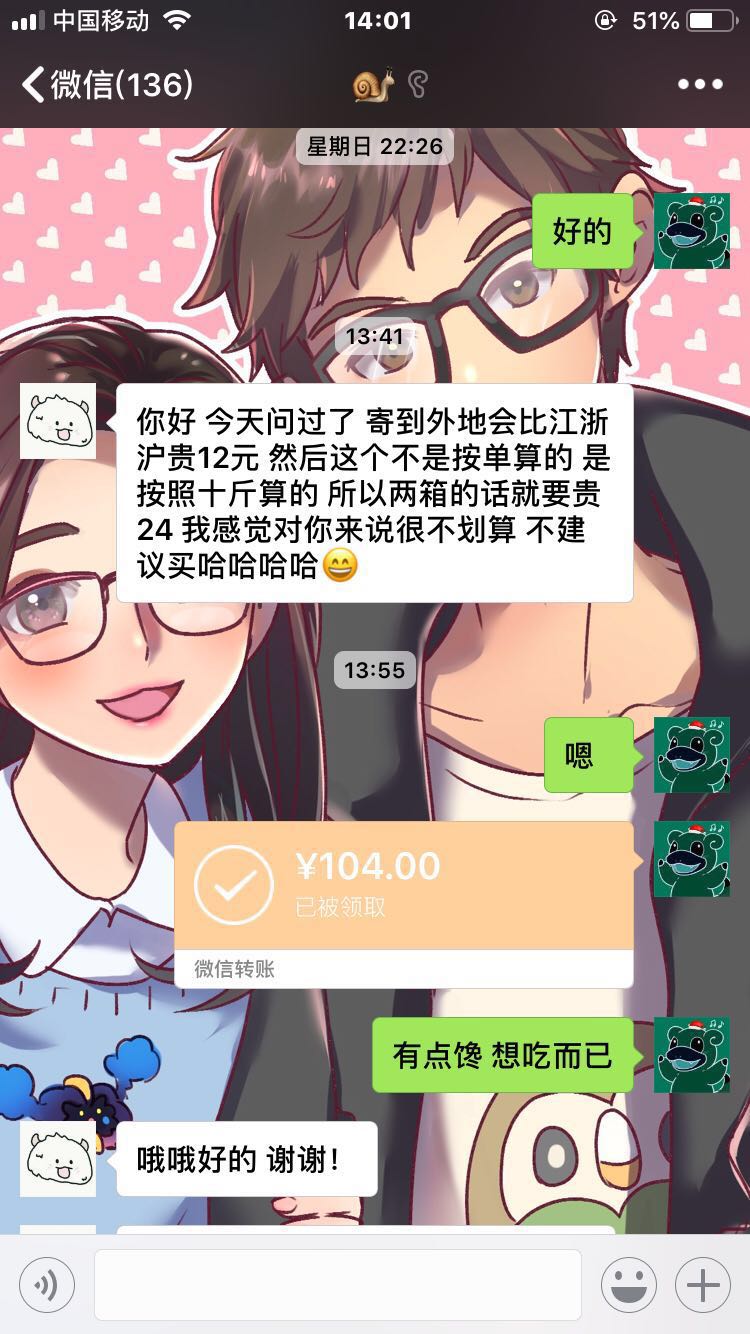 中国移动
14:01
51%
微信(136)
星期日 22:26
好的
13:41
你好 今天问过了 寄到外地会比江浙
沪贵12元 然后这个不是按单算的 是
按照十斤算的 所以两箱的话就要贵
24 我感觉对你来说很不划算 不建
议买哈哈哈哈😄
13:55
嗯
¥104.00
已被领取
微信转账
有点馋 想吃而已
哦哦好的 谢谢！